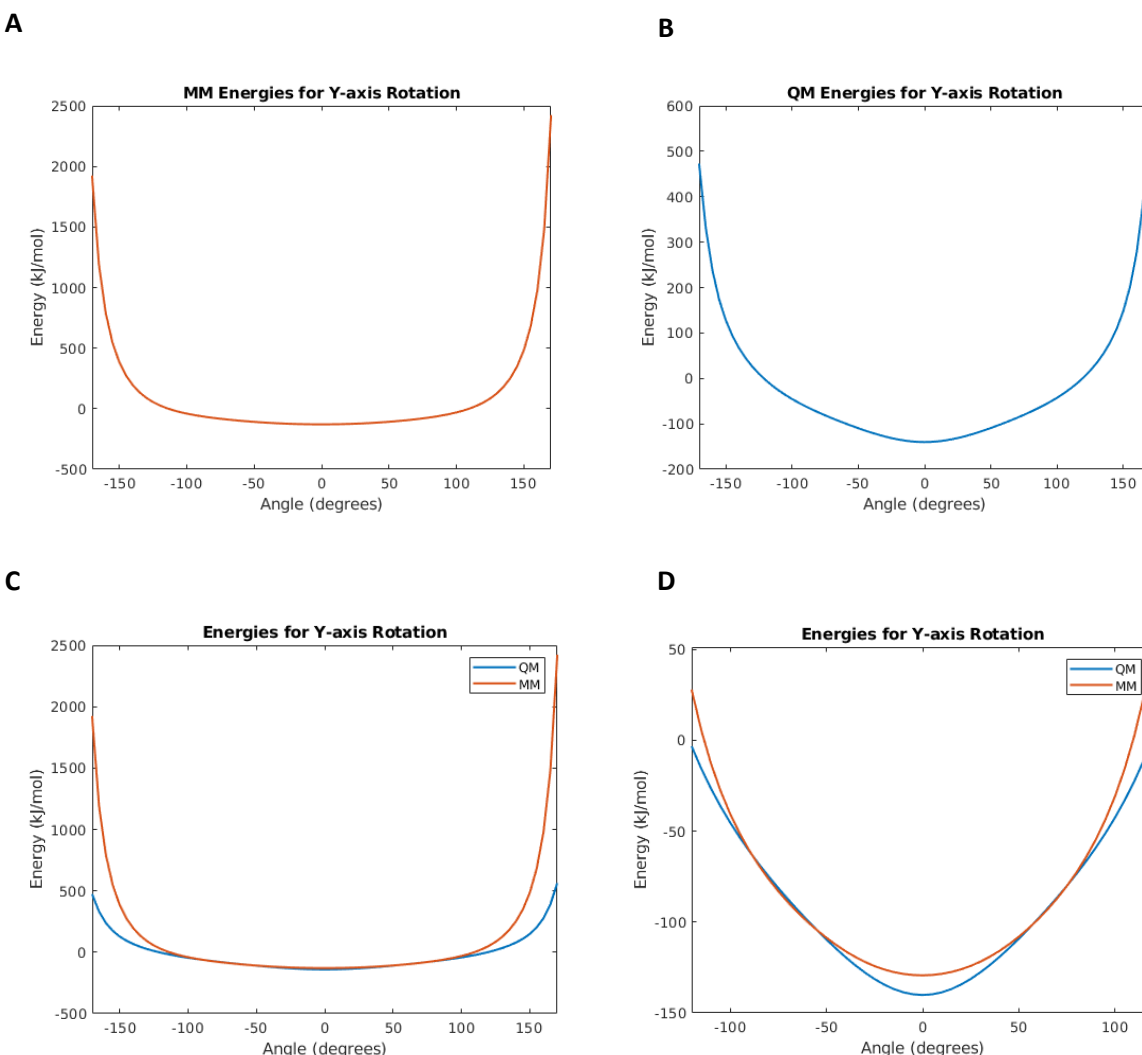 A
MM Energies for Y-axis Rotation
2500
2000
1500
1000
500
0
-500
Energy (kJ/mol)
-150 -100 -50 0 50 100 150
Angle (degrees)
B
QM Energies for Y-axis Rotation
600
500
400
300
200
100
0
-100
-200
Energy (kJ/mol)
-150 -100 -50 0 50 100 150
Angle (degrees)
C
Energies for Y-axis Rotation
QM
MM
2500
2000
1500
1000
500
0
-500
Energy (kJ/mol)
-150 -100 -50 0 50 100 150
Angle (degrees)
D
Energies for Y-axis Rotation
QM
MM
50
0
-50
-100
-150
Energy (kJ/mol)
-100 -50 0 50 100
Angle (degrees)